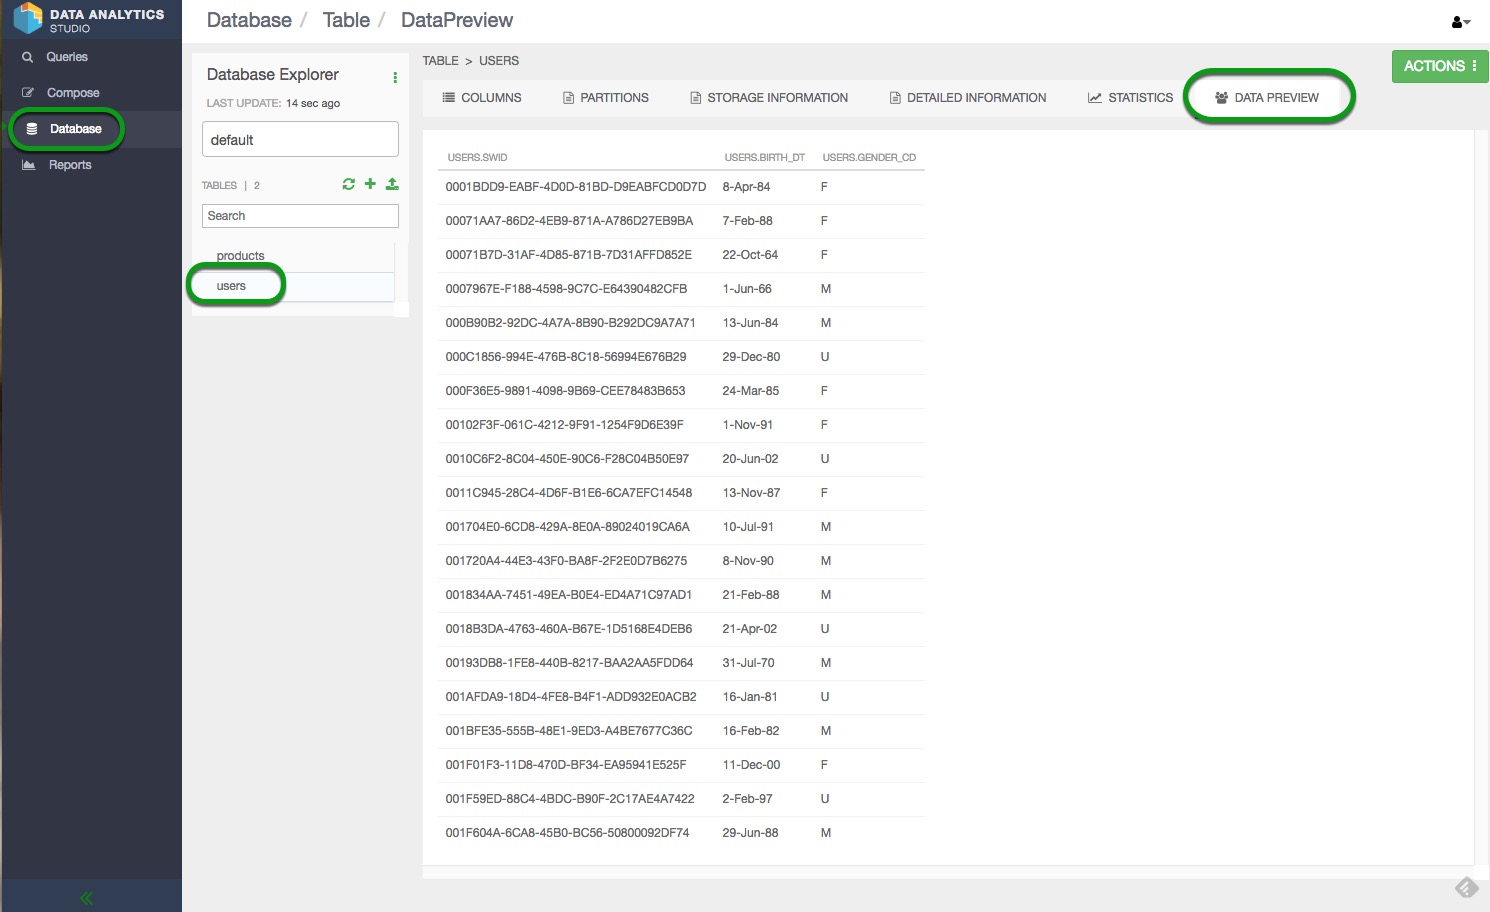 DATA ANALYTICS
STUDIO
Queries
Compose
Database
Reports
Database / Table / DataPreview
Database Explorer
LAST UPDATE: 14 sec ago
default
TABLES | 2
Search
products
users
TABLE > USERS
ACTIONS
COLUMNS PARTITIONS STORAGE INFORMATION DETAILED INFORMATION STATISTICS DATA PREVIEW
USERS.SWID USERS.BIRTH_DT USERS.GENDER_CD
0001BDD9-EABF-4D0D-81BD-D9EABFCD0D7D 8-Apr-84 F
00071AA7-86D2-4EB9-871A-A786D27EB9BA 7-Feb-88 F
00071B7D-31AF-4D85-871B-7D31AFFD852E 22-Oct-64 F
0007967E-F188-4598-9C7C-E64390482CFB 1-Jun-66 M
000B90B2-92DC-4A7A-8B90-B292DC9A7A71 13-Jun-84 M
000C1856-994E-476B-8C18-56994E676B29 29-Dec-80 U
000F36E5-9891-4098-9B69-CEE78483B653 24-Mar-85 F
00102F3F-061C-4212-9F91-1254F9D6E39F 1-Nov-91 F
0010C6F2-8C04-450E-90C6-F28C04B50E97 20-Jun-02 U
0011C945-28C4-4D6F-B1E6-6CA7EFC14548 13-Nov-87 F
001704E0-6CD8-429A-8E0A-89024019CA6A 10-Jul-91 M
001720A4-44E3-43F0-BA8F-2F2E0D7B6275 8-Nov-90 M
001834AA-7451-49EA-B0E4-ED4A71C97AD1 21-Feb-88 M
0018B3DA-4763-460A-B67E-1D5168E4DEB6 21-Apr-02 U
00193DB8-1FE8-440B-8217-BAA2AA5FDD64 31-Jul-70 M
001AFDA9-18D4-4FE8-B4F1-ADD932E0ACB2 16-Jan-81 U
001BFE35-555B-48E1-9ED3-A4BE7677C36C 16-Feb-82 M
001F01F3-11D8-470D-BF34-EA95941E525F 11-Dec-00 F
001F59ED-88C4-4BDC-B90F-2C17AE4A7422 2-Feb-97 U
001F604A-6CA8-45B0-BC56-50800092DF74 29-Jun-88 M